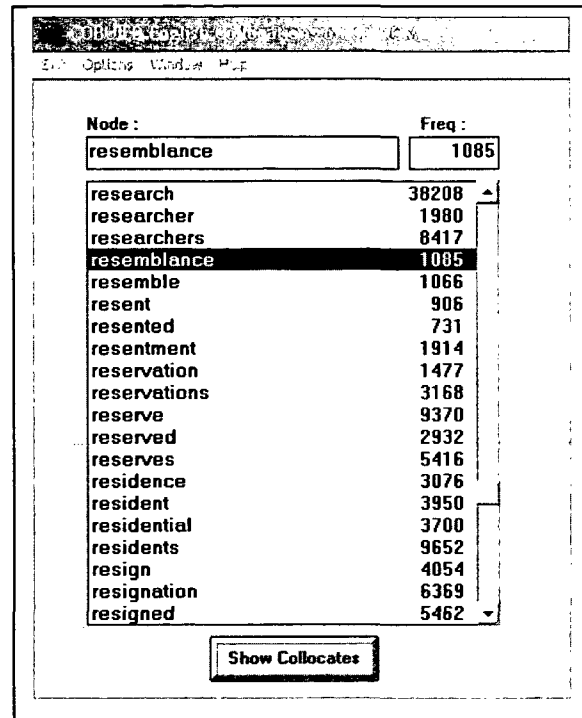 Edit Options Window Help
Node : Freq :
resemblance 1085
research 38208
researcher 1980
researchers 8417
resemblance 1085
resemble 1066
resent 906
resented 731
resentment 1914
reservation 1477
reservations 3168
reserve 9370
reserved 2932
reserves 5416
residence 3076
resident 3950
residential 3700
residents 9652
resign 4054
resignation 6369
resigned 5462
Show Collocates